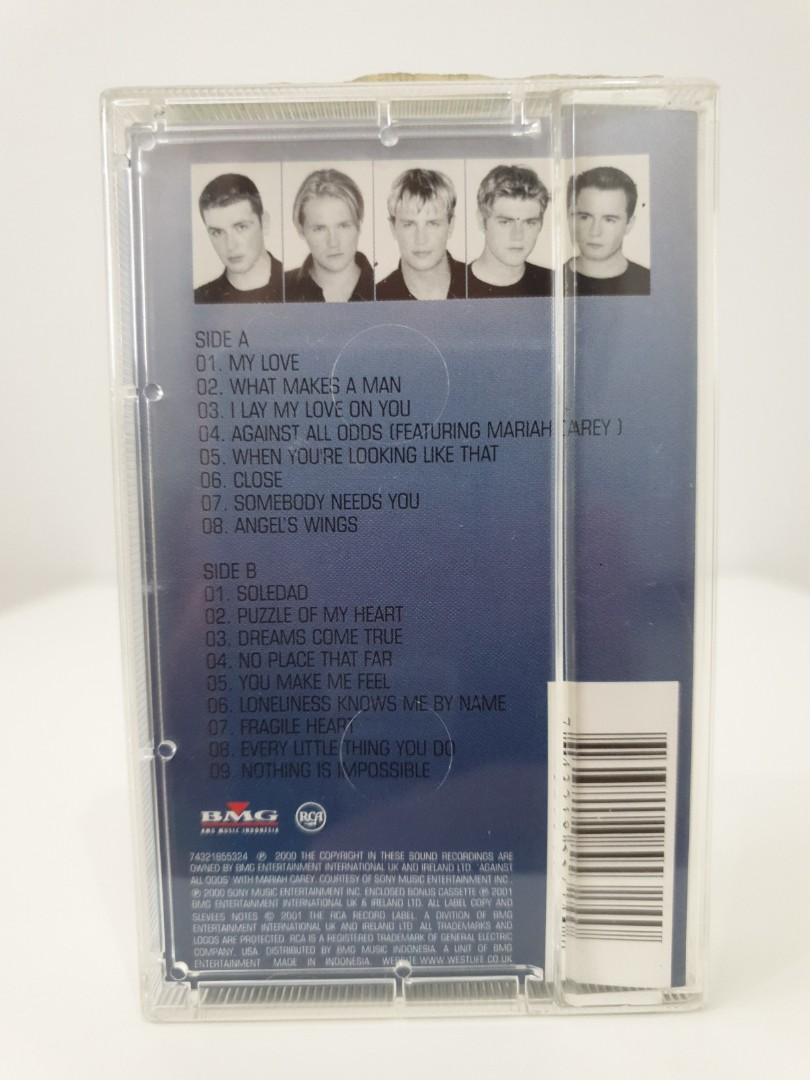 SIDE A
01. MY LOVE
02. WHAT MAKES A MAN
03. I LAY MY LOVE ON YOU
04. AGAINST ALL ODDS (FEATURING MARIAH CAREY )
05. WHEN YOU'RE LOOKING LIKE THAT
06. CLOSE
07. SOMEBODY NEEDS YOU
08. ANGEL'S WINGS
SIDE B
01. SOLEDAD
02. PUZZLE OF MY HEART
03. DREAMS COME TRUE
04. NO PLACE THAT FAR
05. YOU MAKE ME FEEL
06. LONELINESS KNOWS ME BY NAME
07. FRAGILE HEART
08. EVERY LITTLE THING YOU DO
09. NOTHING IS IMPOSSIBLE
BMG
BMG MUSIC INDONESIA
RCA
74321855324 ℗ 2000 THE COPYRIGHT IN THESE SOUND RECORDINGS ARE
OWNED BY BMG ENTERTAINMENT INTERNATIONAL UK AND IRELAND LTD. 'AGAINST
ALL ODDS' WITH MARIAH CAREY. COURTESY OF SONY MUSIC ENTERTAINMENT INC.
℗ 2000 SONY MUSIC ENTERTAINMENT INC. ENCLOSED BONUS CASSETTE ℗ 2001
BMG ENTERTAINMENT INTERNATIONAL UK & IRELAND LTD. ALL LABEL COPY AND
SLEVEES NOTES © 2001 THE RCA RECORD LABEL. A DIVISION OF BMG
ENTERTAINMENT INTERNATIONAL UK AND IRELAND LTD ALL TRADEMARKS AND
LOGOS ARE PROTECTED. RCA IS A REGISTERED TRADEMARK OF GENERAL ELECTRIC
COMPANY. USA. DISTRIBUTED BY BMG MUSIC INDONESIA. A UNIT OF BMG
ENTERTAINMENT MADE IN INDONESIA. WEBSITE WWW.WESTLIFE.CO.UK